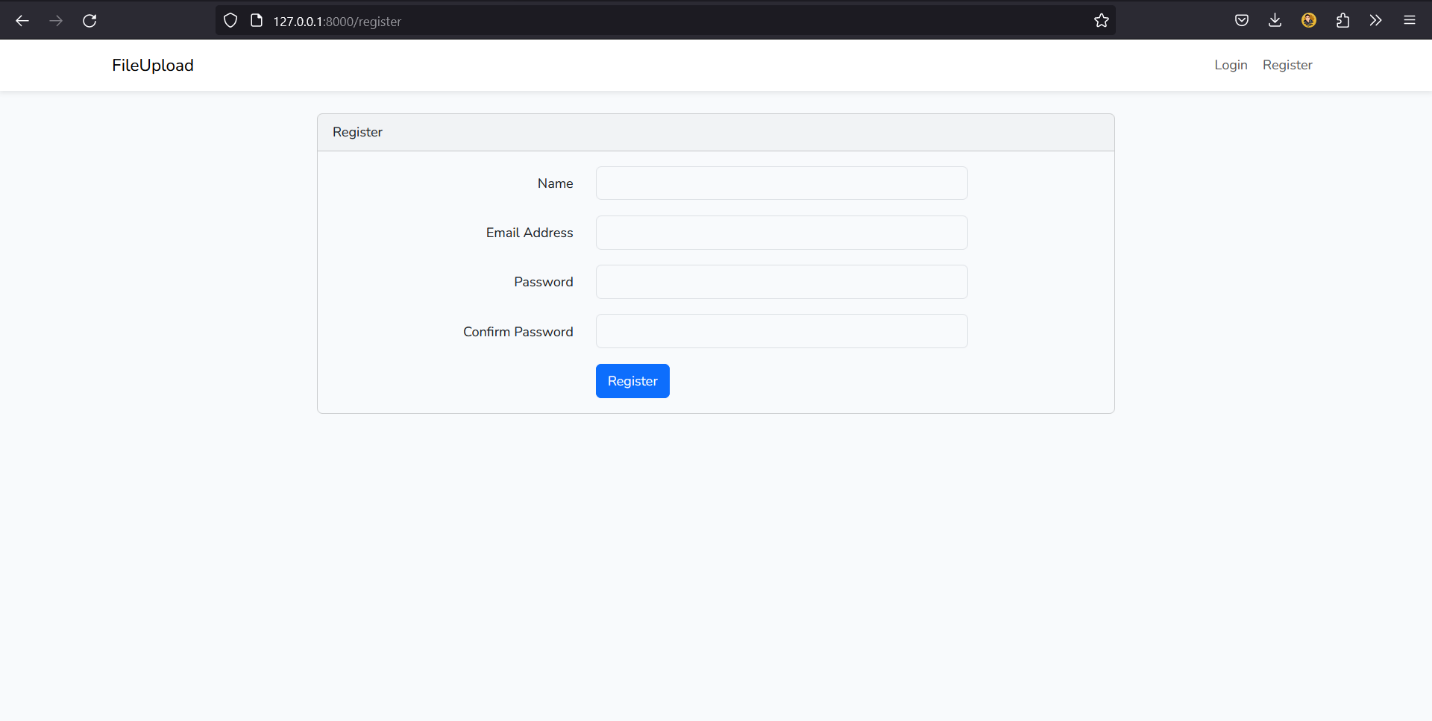 127.0.0.1:8000/register
FileUpload Login Register
Register
Name
Email Address
Password
Confirm Password
Register